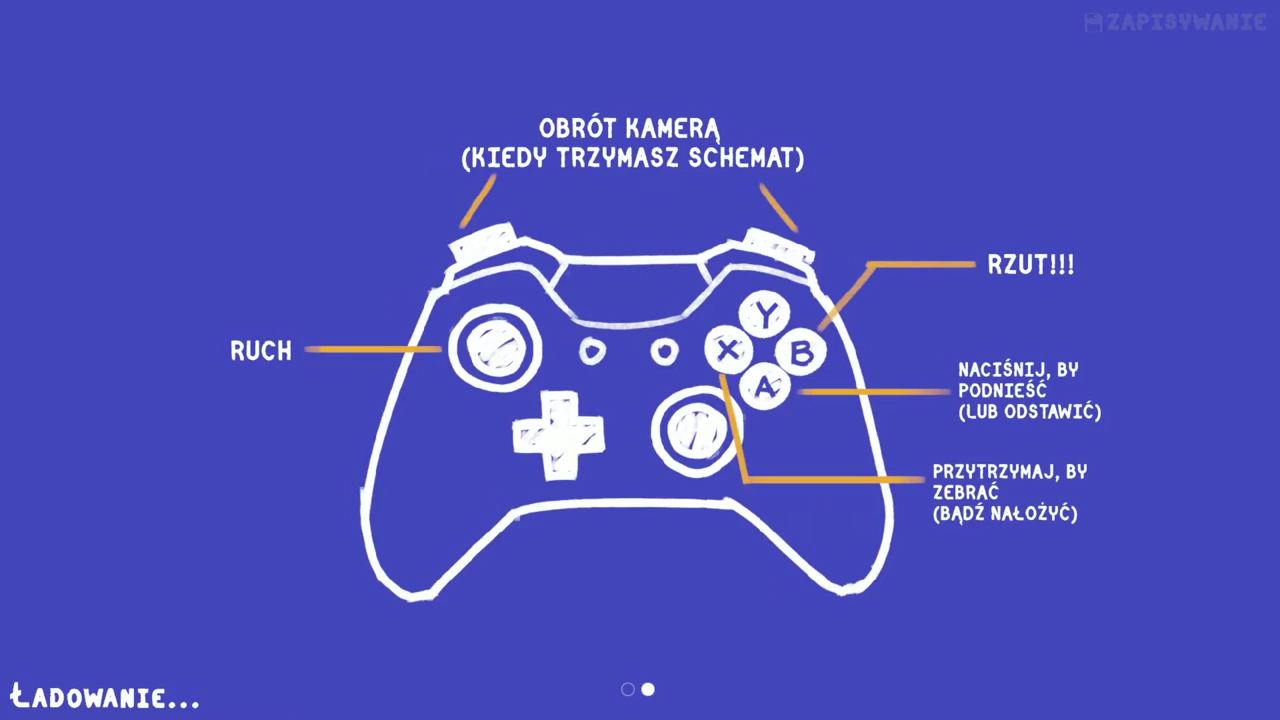 ZAPISYWANIE
OBRÓT KAMERĄ
(KIEDY TRZYMASZ SCHEMAT)
RZUT!!!
Y
RUCH
X
B
A
NACIŚNIJ, BY
PODNIEŚĆ
(LUB ODSTAWIĆ)
PRZYTRZYMAJ, BY
ZEBRAĆ
(BĄDŹ NAŁOŻYĆ)
ŁADOWANIE...